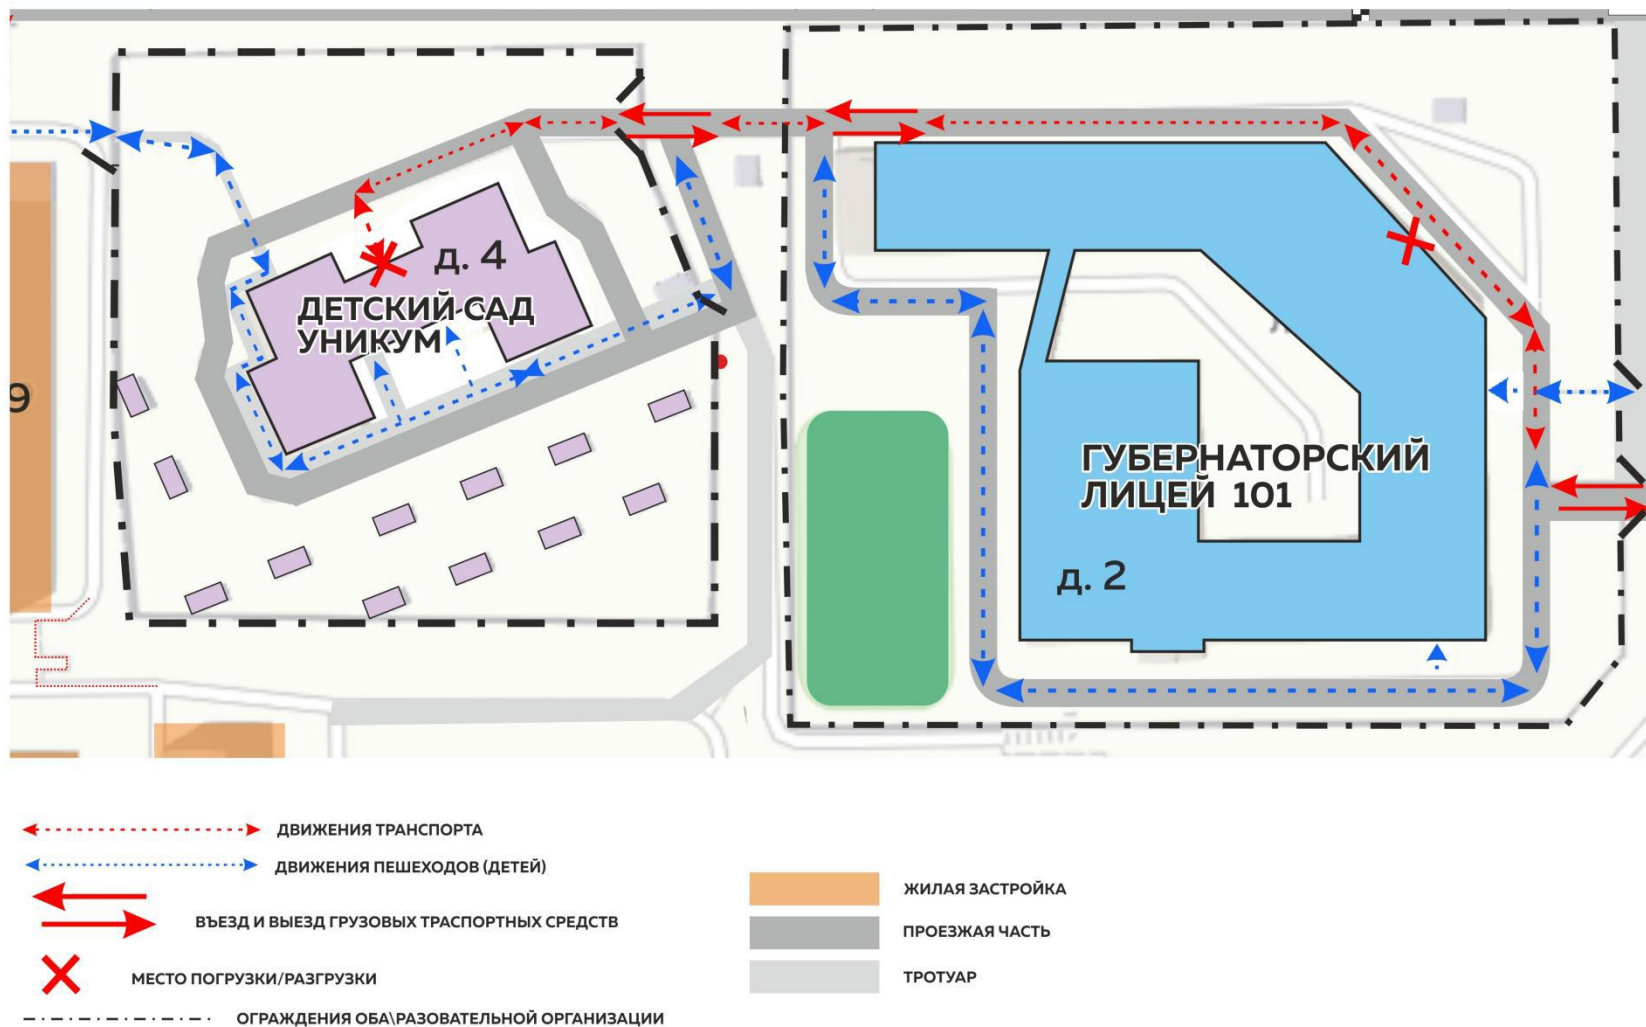 д. 4
ДЕТСКИЙ САД
УНИКУМ
9
ГУБЕРНАТОРСКИЙ
ЛИЦЕЙ 101
д. 2
ДВИЖЕНИЯ ТРАНСПОРТА
ДВИЖЕНИЯ ПЕШЕХОДОВ (ДЕТЕЙ)
ВЪЕЗД И ВЫЕЗД ГРУЗОВЫХ ТРАСПОРТНЫХ СРЕДСТВ
МЕСТО ПОГРУЗКИ/РАЗГРУЗКИ
ОГРАЖДЕНИЯ ОБА\РАЗОВАТЕЛЬНОЙ ОРГАНИЗАЦИИ
ЖИЛАЯ ЗАСТРОЙКА
ПРОЕЗЖАЯ ЧАСТЬ
ТРОТУАР